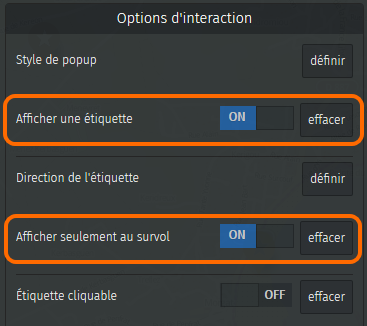 Options d'interaction
Style de popup définir
Afficher une étiquette ON effacer
Direction de l'étiquette définir
Afficher seulement au survol ON effacer
Étiquette cliquable OFF effacer